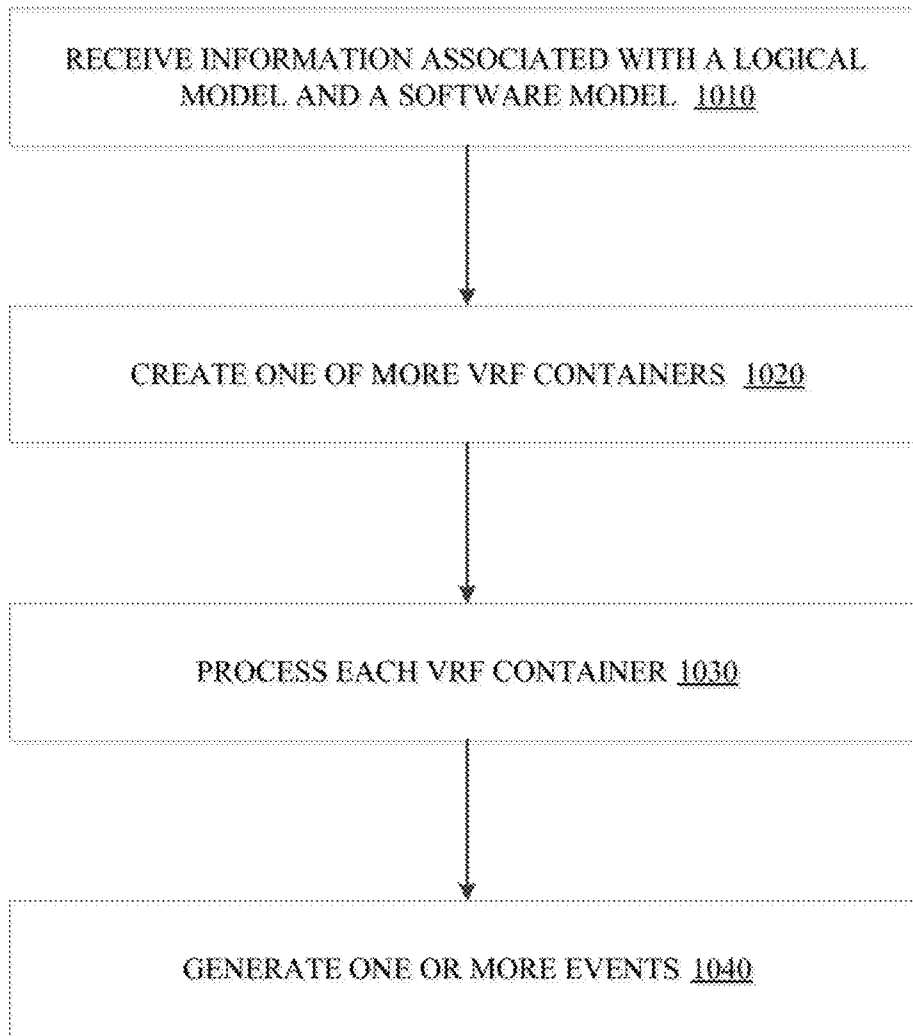 RECEIVE INFORMATION ASSOCIATED WITH A LOGICAL
MODEL AND A SOFTWARE MODEL 1010
CREATE ONE OF MORE VRF CONTAINERS 1020
PROCESS EACH VRF CONTAINER 1030
GENERATE ONE OR MORE EVENTS 1040